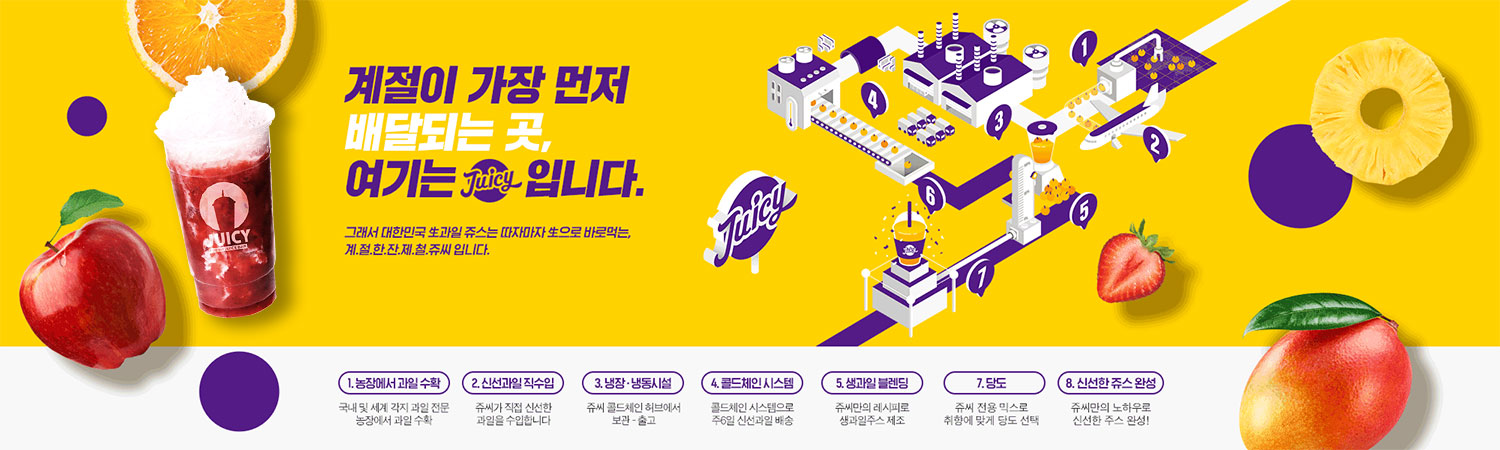 계절이 가장 먼저
배달되는 곳,
여기는 Juicy 입니다.
그래서 대한민국 生과일 쥬스는 따자마자 生으로 바로먹는,
계.절.한.잔.제.철.쥬씨 입니다.
JUICY
Juicy
1
2
3
4
5
6
7
1. 농장에서 과일 수확
국내 및 세계 각지 과일 전문
농장에서 과일 수확
2. 신선과일 직수입
쥬씨가 직접 신선한
과일을 수입합니다
3. 냉장·냉동시설
쥬씨 콜드체인 허브에서
보관 - 출고
4. 콜드체인 시스템
콜드체인 시스템으로
주6일 신선과일 배송
5. 생과일 블렌딩
쥬씨만의 레시피로
생과일쥬스 제조
7. 당도
쥬씨 전용 믹스로
취향에 맞게 당도 선택
8. 신선한 쥬스 완성
쥬씨만의 노하우로
신선한 쥬스 완성!